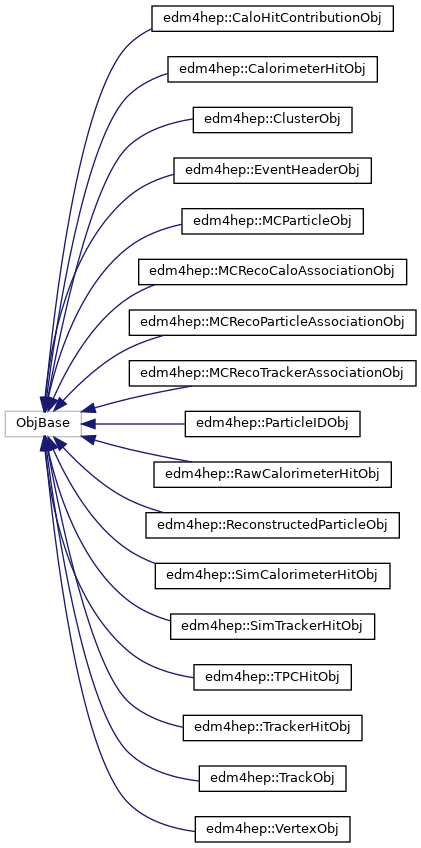 edm4hep::CaloHitContributionObj
edm4hep::CalorimeterHitObj
edm4hep::ClusterObj
edm4hep::EventHeaderObj
edm4hep::MCParticleObj
edm4hep::MCRecoCaloAssociationObj
edm4hep::MCRecoParticleAssociationObj
edm4hep::MCRecoTrackerAssociationObj
ObjBase
edm4hep::ParticleIDObj
edm4hep::RawCalorimeterHitObj
edm4hep::ReconstructedParticleObj
edm4hep::SimCalorimeterHitObj
edm4hep::SimTrackerHitObj
edm4hep::TPCHitObj
edm4hep::TrackerHitObj
edm4hep::TrackObj
edm4hep::VertexObj